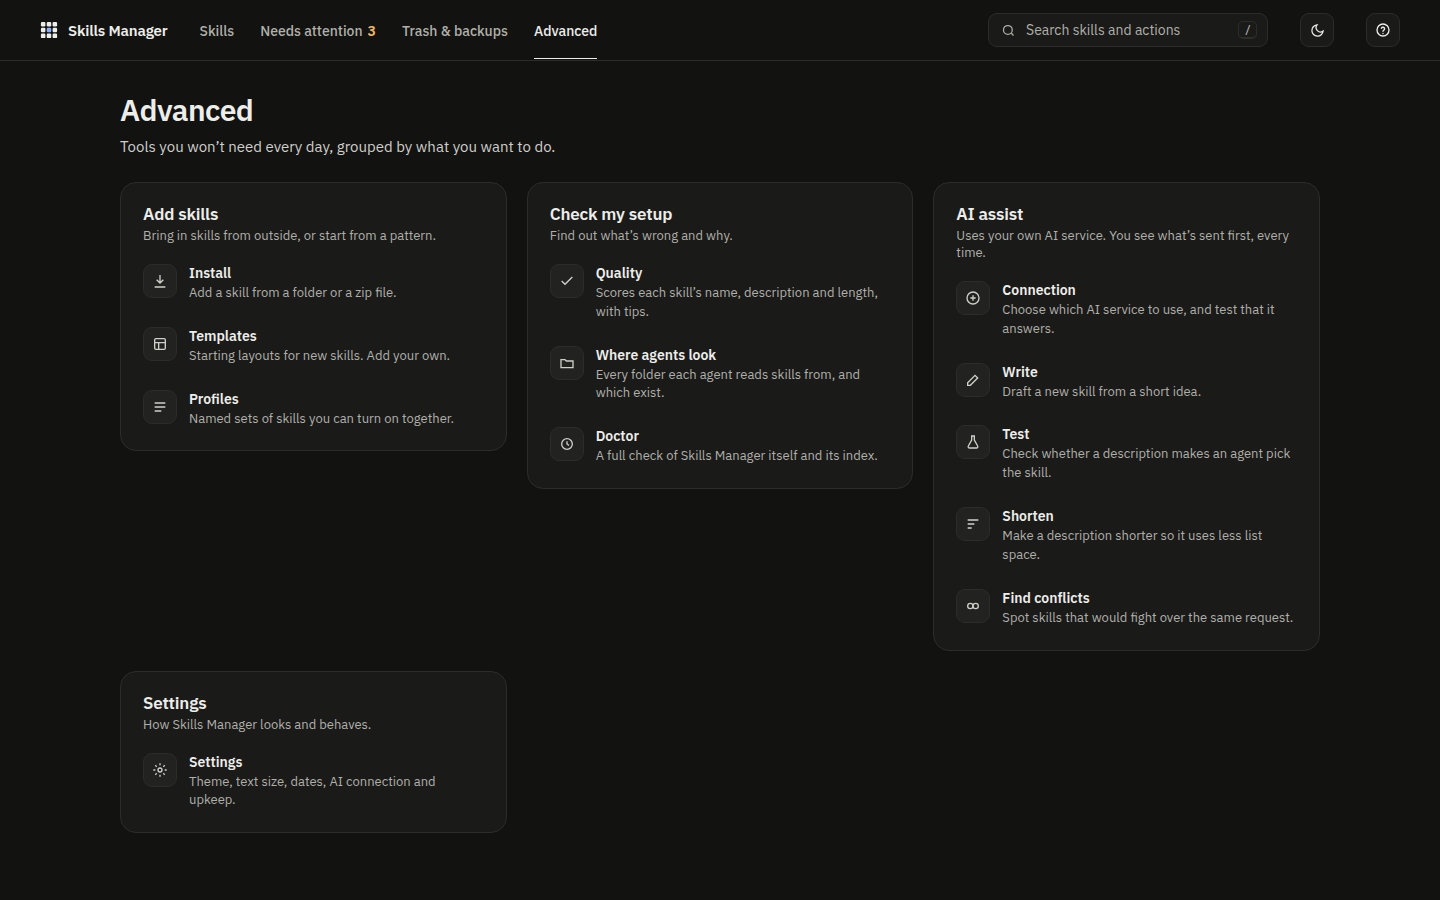 Skills Manager
Skills
Needs attention 3
Trash & backups
Advanced
Search skills and actions
/
Advanced
Tools you won’t need every day, grouped by what you want to do.
Add skills
Bring in skills from outside, or start from a pattern.
Install
Add a skill from a folder or a zip file.
Templates
Starting layouts for new skills. Add your own.
Profiles
Named sets of skills you can turn on together.
Check my setup
Find out what’s wrong and why.
Quality
Scores each skill’s name, description and length,
with tips.
Where agents look
Every folder each agent reads skills from, and
which exist.
Doctor
A full check of Skills Manager itself and its index.
AI assist
Uses your own AI service. You see what’s sent first, every
time.
Connection
Choose which AI service to use, and test that it
answers.
Write
Draft a new skill from a short idea.
Test
Check whether a description makes an agent pick
the skill.
Shorten
Make a description shorter so it uses less list
space.
Find conflicts
Spot skills that would fight over the same request.
Settings
How Skills Manager looks and behaves.
Settings
Theme, text size, dates, AI connection and
upkeep.